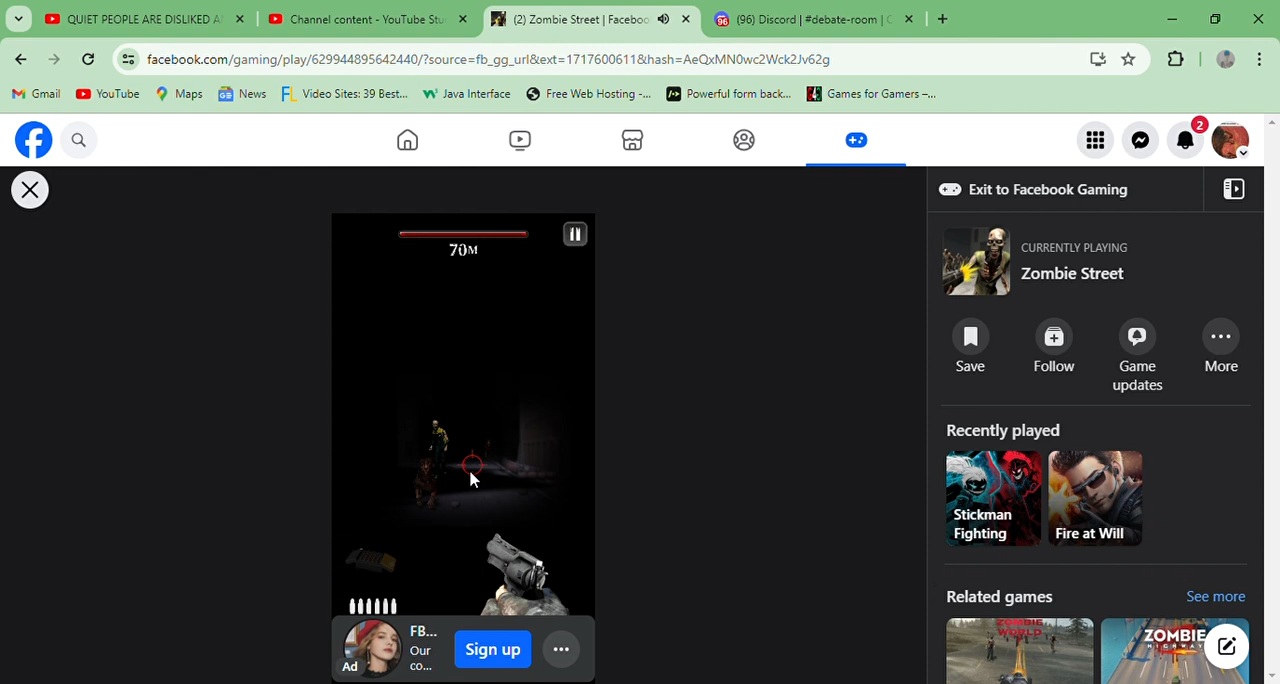 QUIET PEOPLE ARE DISLIKED A
Channel content - YouTube Stu
(2) Zombie Street | Faceboo
96
(96) Discord | #debate-room | C
facebook.com/gaming/play/629944895642440/?source=fb_gg_url&ext=1717600611&hash=AeQxMN0wc2Wck2Jv62g
Gmail
YouTube
Maps
News
Video Sites: 39 Best...
Java Interface
Free Web Hosting -...
Powerful form back...
Games for Gamers –...
2
Exit to Facebook Gaming
70M
CURRENTLY PLAYING
Zombie Street
Save
Follow
Game
updates
More
Recently played
Stickman
Fighting
Fire at Will
Related games
See more
ZOMBIE
WORLD
ZOMBIE
HIGHWAY
FB...
Our
co...
Ad
Sign up